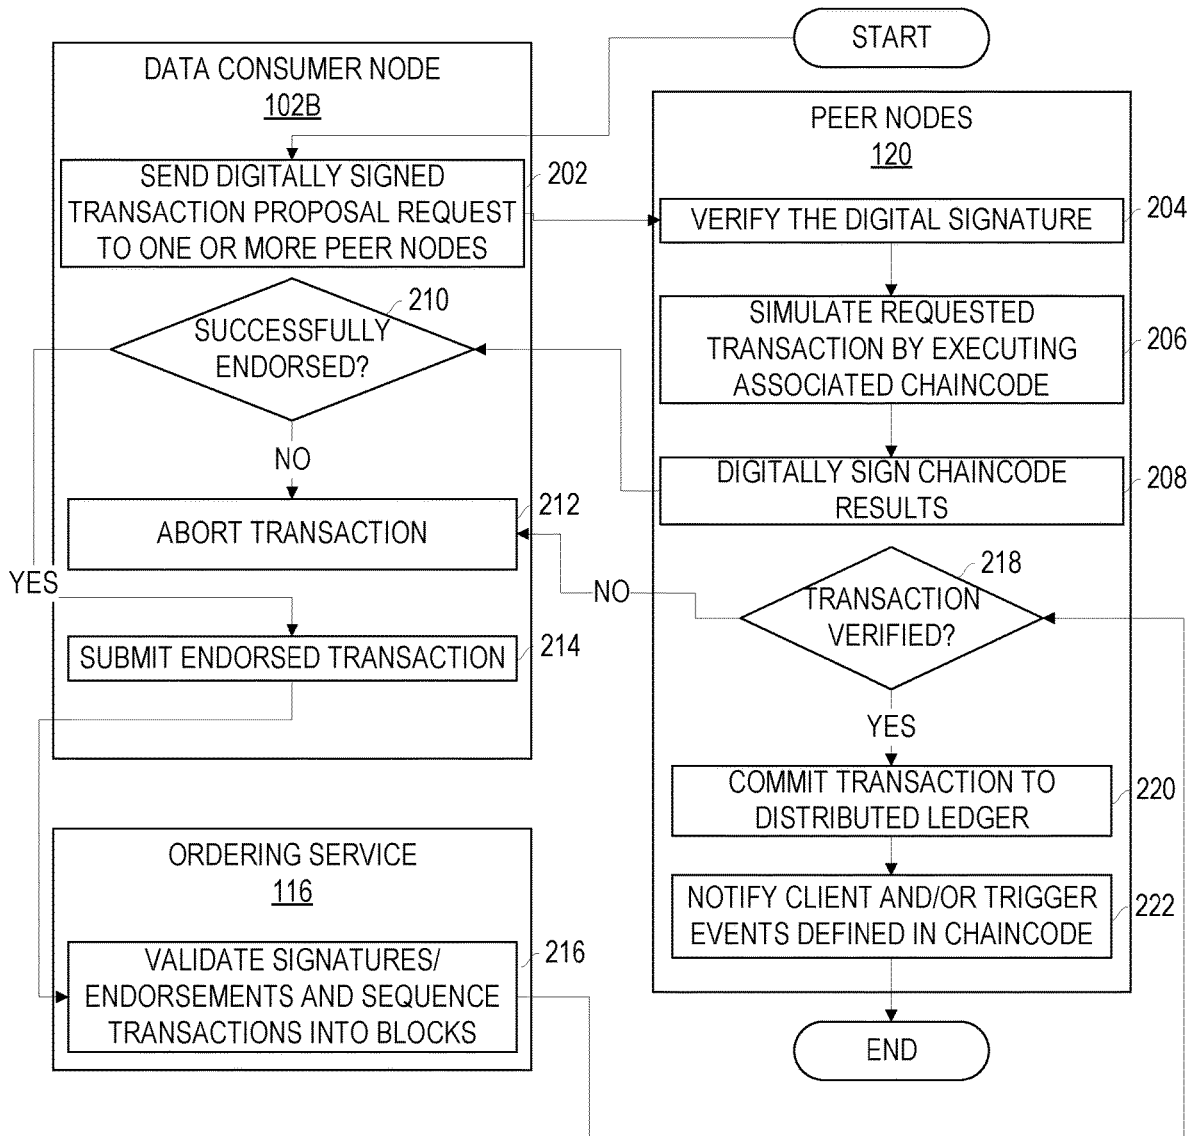 START
DATA CONSUMER NODE
102B
SEND DIGITALLY SIGNED
TRANSACTION PROPOSAL REQUEST
TO ONE OR MORE PEER NODES
202
SUCCESSFULLY
ENDORSED?
210
NO
YES
ABORT TRANSACTION
212
SUBMIT ENDORSED TRANSACTION
214
ORDERING SERVICE
116
VALIDATE SIGNATURES/
ENDORSEMENTS AND SEQUENCE
TRANSACTIONS INTO BLOCKS
216
PEER NODES
120
VERIFY THE DIGITAL SIGNATURE
204
SIMULATE REQUESTED
TRANSACTION BY EXECUTING
ASSOCIATED CHAINCODE
206
DIGITALLY SIGN CHAINCODE
RESULTS
208
TRANSACTION
VERIFIED?
218
NO
YES
COMMIT TRANSACTION TO
DISTRIBUTED LEDGER
220
NOTIFY CLIENT AND/OR TRIGGER
EVENTS DEFINED IN CHAINCODE
222
END